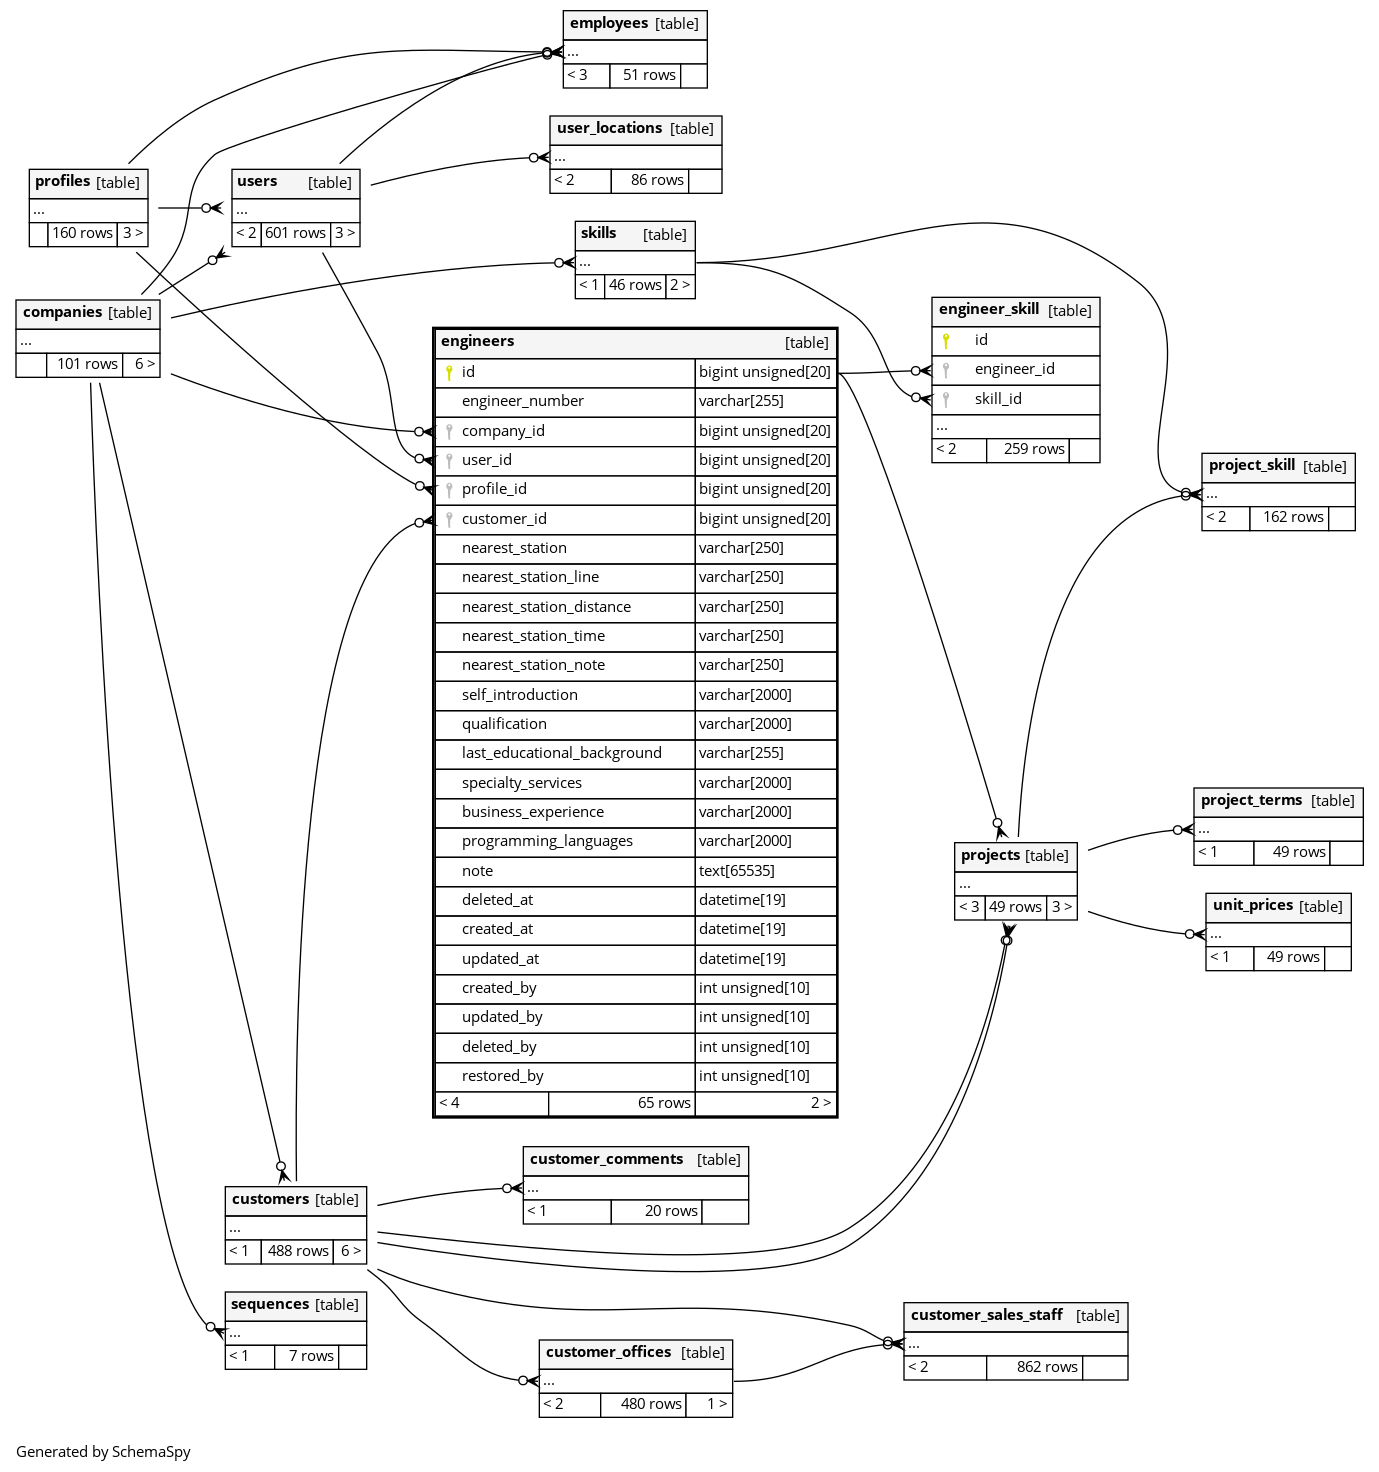 employees [table]
...
< 3 51 rows
user_locations [table]
...
< 2 86 rows
profiles [table]
...
160 rows 3 >
users [table]
...
< 2 601 rows 3 >
skills [table]
...
< 1 46 rows 2 >
companies [table]
...
101 rows 6 >
engineer_skill [table]
id
engineer_id
skill_id
...
< 2 259 rows
engineers [table]
id bigint unsigned[20]
engineer_number varchar[255]
company_id bigint unsigned[20]
user_id bigint unsigned[20]
profile_id bigint unsigned[20]
customer_id bigint unsigned[20]
nearest_station varchar[250]
nearest_station_line varchar[250]
nearest_station_distance varchar[250]
nearest_station_time varchar[250]
nearest_station_note varchar[250]
self_introduction varchar[2000]
qualification varchar[2000]
last_educational_background varchar[255]
specialty_services varchar[2000]
business_experience varchar[2000]
programming_languages varchar[2000]
note text[65535]
deleted_at datetime[19]
created_at datetime[19]
updated_at datetime[19]
created_by int unsigned[10]
updated_by int unsigned[10]
deleted_by int unsigned[10]
restored_by int unsigned[10]
< 4 65 rows 2 >
project_skill [table]
...
< 2 162 rows
project_terms [table]
...
< 1 49 rows
projects [table]
...
< 3 49 rows 3 >
unit_prices [table]
...
< 1 49 rows
customer_comments [table]
...
< 1 20 rows
customers [table]
...
< 1 488 rows 6 >
sequences [table]
...
< 1 7 rows
customer_sales_staff [table]
...
< 2 862 rows
customer_offices [table]
...
< 2 480 rows 1 >
Generated by SchemaSpy